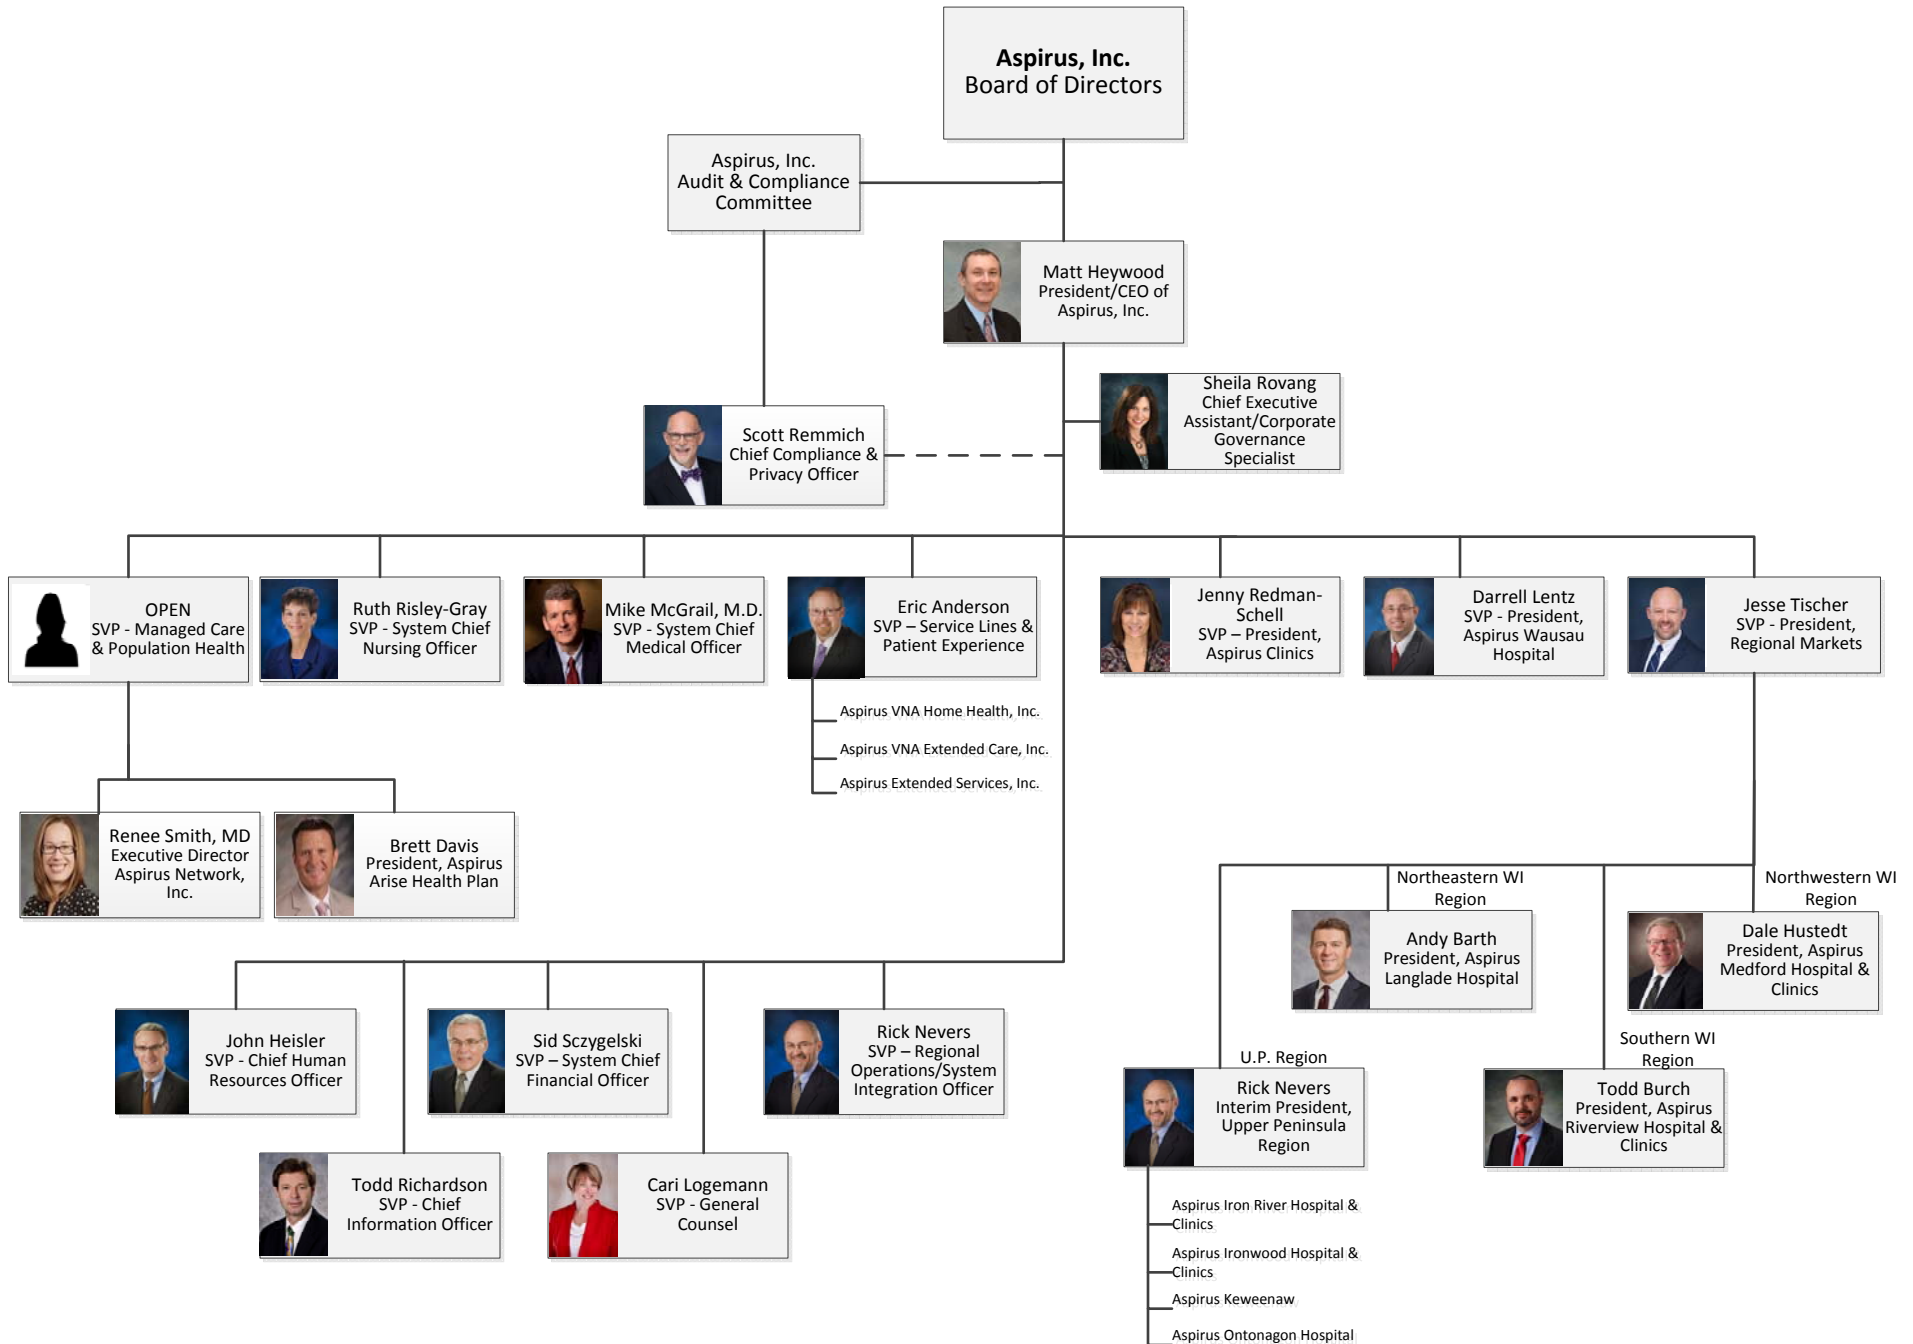 Aspirus, Inc.
Board of Directors
Aspirus, Inc.
Audit & Compliance
Committee
Matt Heywood
President/CEO of
Aspirus, Inc.
Sheila Rovang
Chief Executive
Assistant/Corporate
Governance
Specialist
Scott Remmich
Chief Compliance &
Privacy Officer
OPEN
SVP - Managed Care
& Population Health
Ruth Risley-Gray
SVP - System Chief
Nursing Officer
Mike McGrail, M.D.
SVP - System Chief
Medical Officer
Eric Anderson
SVP – Service Lines &
Patient Experience
Jenny Redman-
Schell
SVP – President,
Aspirus Clinics
Darrell Lentz
SVP - President,
Aspirus Wausau
Hospital
Jesse Tischer
SVP - President,
Regional Markets
Aspirus VNA Home Health, Inc.
Aspirus VNA Extended Care, Inc.
Aspirus Extended Services, Inc.
Renee Smith, MD
Executive Director
Aspirus Network,
Inc.
Brett Davis
President, Aspirus
Arise Health Plan
Northeastern WI
Region
Andy Barth
President, Aspirus
Langlade Hospital
Northwestern WI
Region
Dale Hustedt
President, Aspirus
Medford Hospital &
Clinics
John Heisler
SVP - Chief Human
Resources Officer
Sid Sczygelski
SVP – System Chief
Financial Officer
Rick Nevers
SVP – Regional
Operations/System
Integration Officer
U.P. Region
Rick Nevers
Interim President,
Upper Peninsula
Region
Southern WI
Region
Todd Burch
President, Aspirus
Riverview Hospital &
Clinics
Todd Richardson
SVP - Chief
Information Officer
Cari Logemann
SVP - General
Counsel
Aspirus Iron River Hospital &
Clinics
Aspirus Ironwood Hospital &
Clinics
Aspirus Keweenaw
Aspirus Ontonagon Hospital